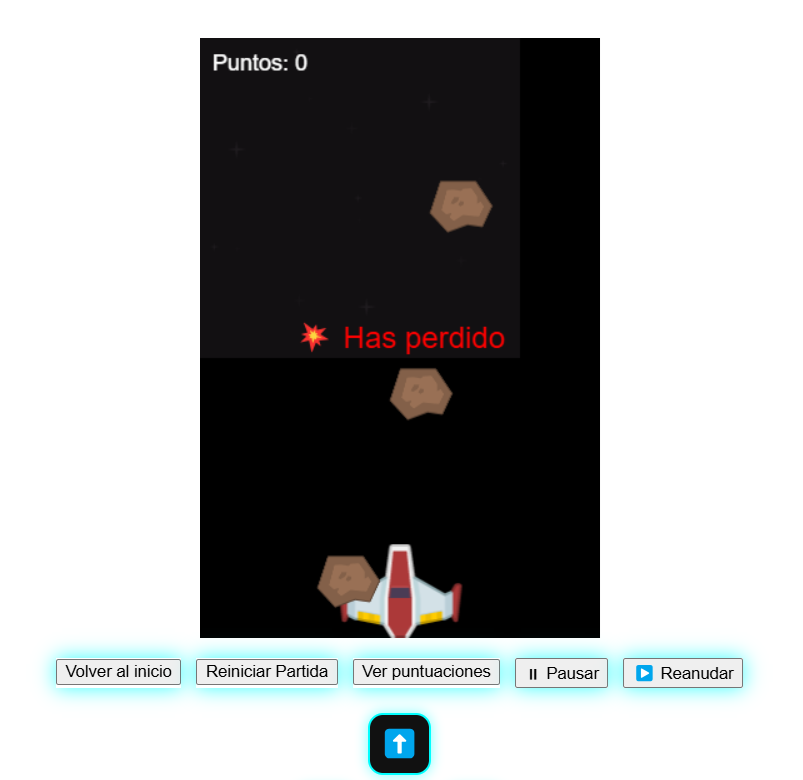 Puntos: 0
💥 Has perdido
Volver al inicio
Reiniciar Partida
Ver puntuaciones
⏸ Pausar
▶️ Reanudar
⬆️